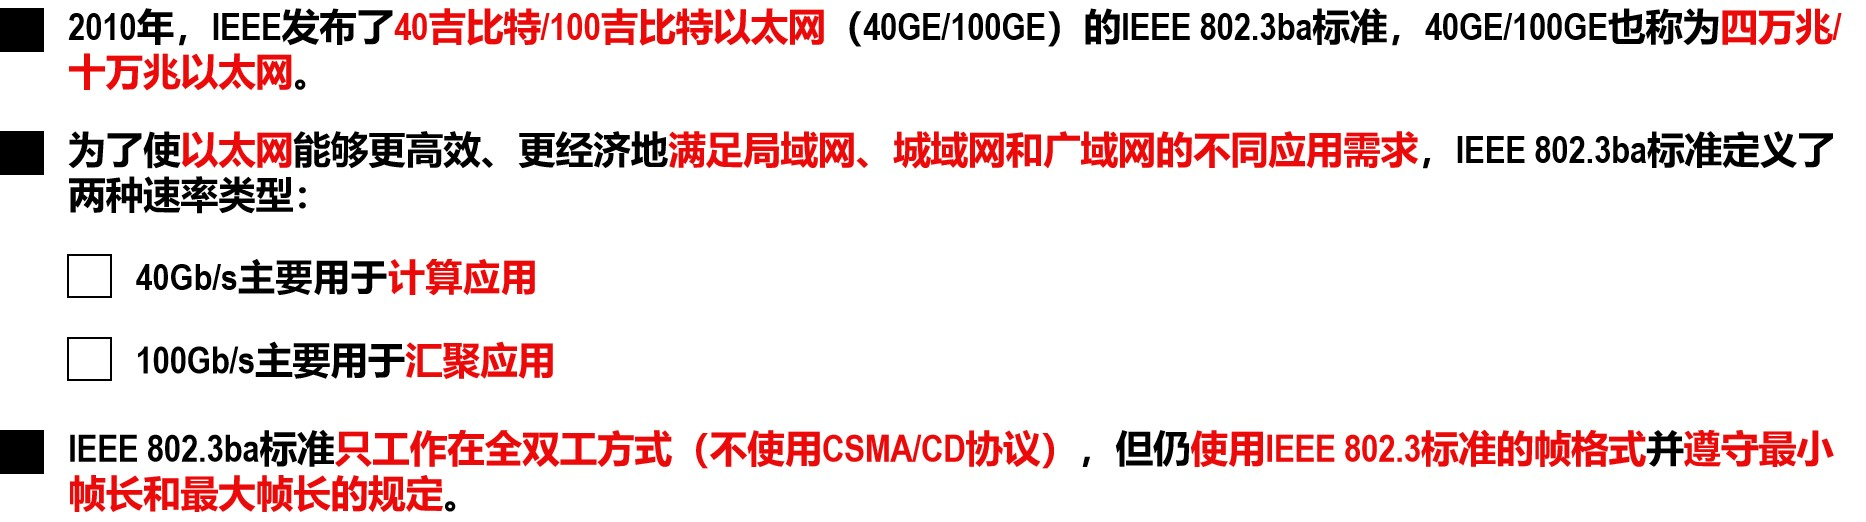 2010年，IEEE发布了40吉比特/100吉比特以太网（40GE/100GE）的IEEE 802.3ba标准，40GE/100GE也称为四万兆/
十万兆以太网。
为了使以太网能够更高效、更经济地满足局域网、城域网和广域网的不同应用需求，IEEE 802.3ba标准定义了
两种速率类型：
40Gb/s主要用于计算应用
100Gb/s主要用于汇聚应用
IEEE 802.3ba标准只工作在全双工方式（不使用CSMA/CD协议），但仍使用IEEE 802.3标准的帧格式并遵守最小
帧长和最大帧长的规定。